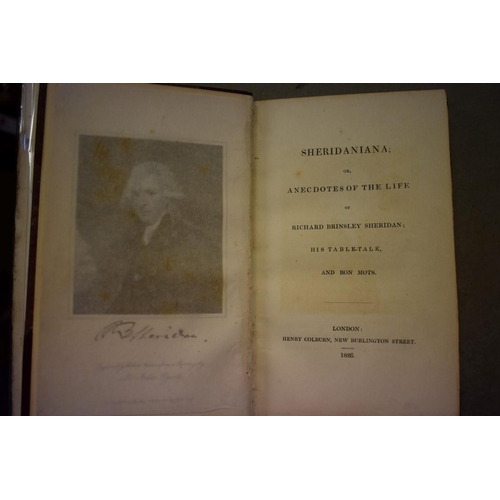 R B Sheridan.
SHERIDANIANA;
OR,
ANECDOTES OF THE LIFE
OF
RICHARD BRINSLEY SHERIDAN;
HIS TABLE-TALK,
AND BON MOTS.
LONDON:
HENRY COLBURN, NEW BURLINGTON STREET.
1826.